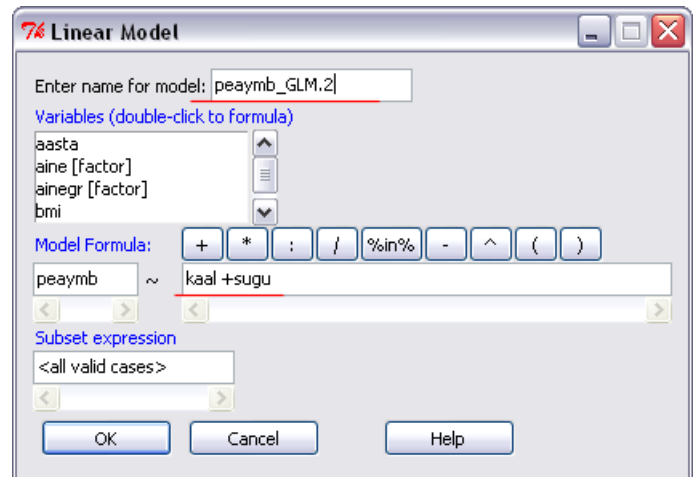 Linear Model
Enter name for model: peaymb_GLM.2
Variables (double-click to formula)
aasta
aine [factor]
ainegr [factor]
bmi
Model Formula: + * : / %in% - ^ ( )
peaymb ~ kaal +sugu
Subset expression
<all valid cases>
OK Cancel Help